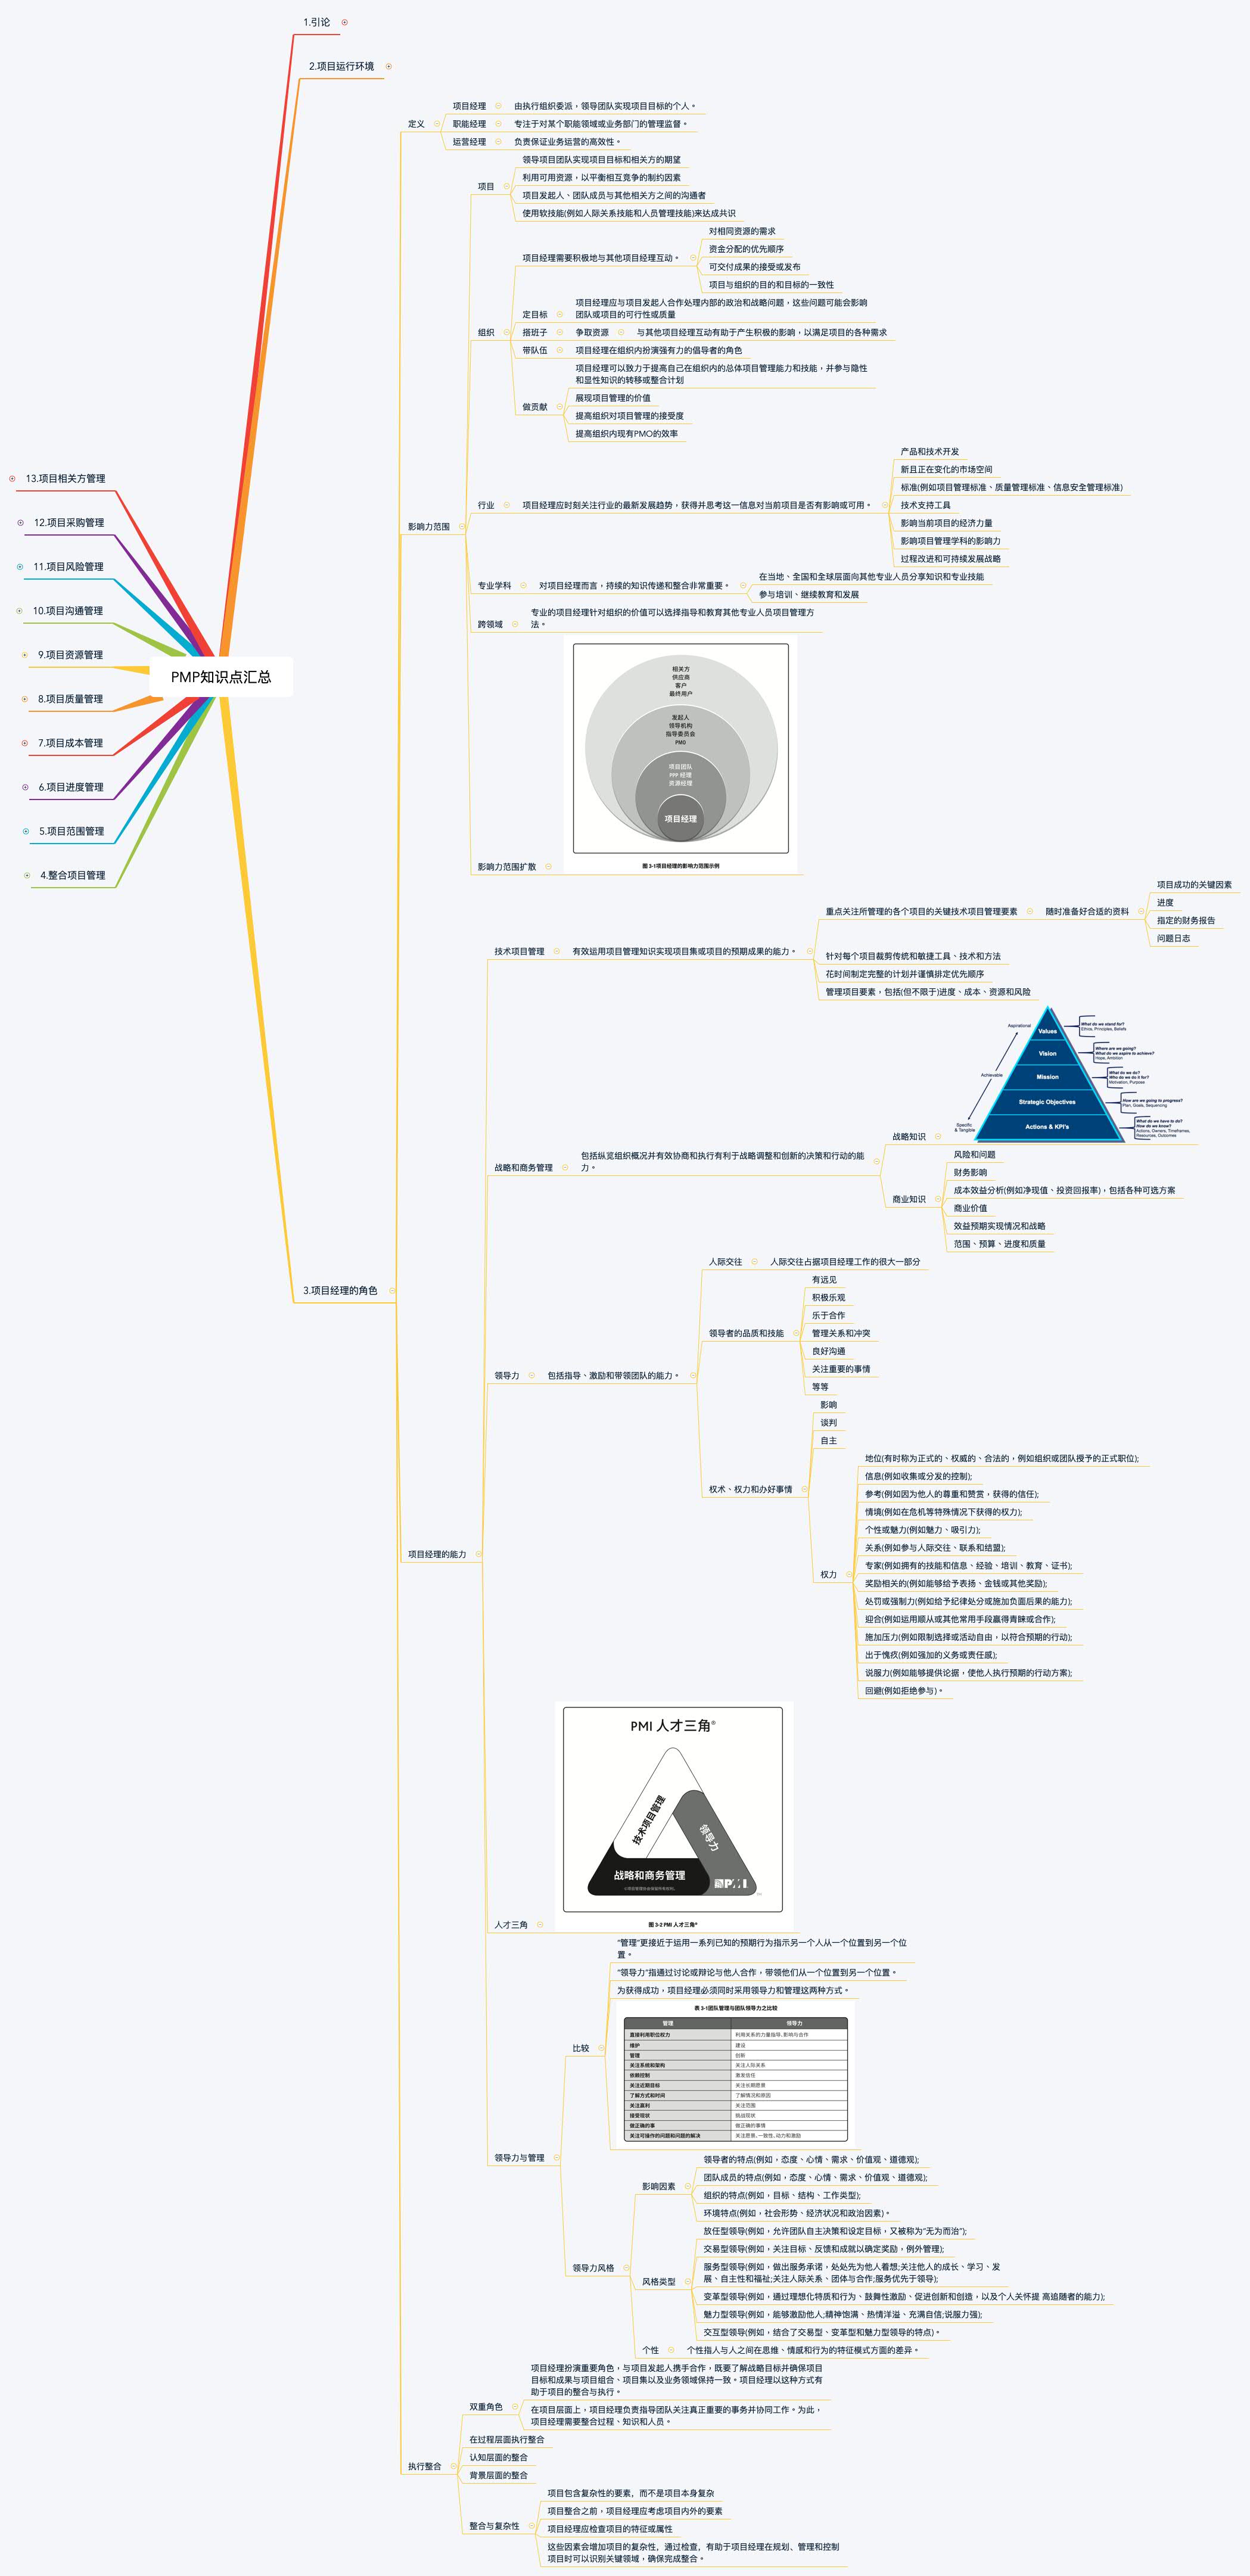 1.引论
2.项目运行环境
13.项目相关方管理
12.项目采购管理
11.项目风险管理
10.项目沟通管理
9.项目资源管理
8.项目质量管理
7.项目成本管理
6.项目进度管理
5.项目范围管理
4.整合项目管理
PMP知识点汇总
3.项目经理的角色
定义
项目经理
由执行组织委派，领导团队实现项目目标的个人。
职能经理
专注于对某个职能领域或业务部门的管理监督。
运营经理
负责保证业务运营的高效性。
影响力范围
项目
领导项目团队实现项目目标和相关方的期望
利用可用资源，以平衡相互竞争的制约因素
项目发起人、团队成员与其他相关方之间的沟通者
使用软技能(例如人际关系技能和人员管理技能)来达成共识
组织
项目经理需要积极地与其他项目经理互动。
对相同资源的需求
资金分配的优先顺序
可交付成果的接受或发布
项目与组织的目的和目标的一致性
定目标
项目经理应与项目发起人合作处理内部的政治和战略问题，这些问题可能会影响
团队或项目的可行性或质量
搭班子
争取资源
与其他项目经理互动有助于产生积极的影响，以满足项目的各种需求
带队伍
项目经理在组织内扮演强有力的倡导者的角色
做贡献
项目经理可以致力于提高自己在组织内的总体项目管理能力和技能，并参与隐性
和显性知识的转移或整合计划
展现项目管理的价值
提高组织对项目管理的接受度
提高组织内现有PMO的效率
行业
项目经理应时刻关注行业的最新发展趋势，获得并思考这一信息对当前项目是否有影响或可用。
产品和技术开发
新且正在变化的市场空间
标准(例如项目管理标准、质量管理标准、信息安全管理标准)
技术支持工具
影响当前项目的经济力量
影响项目管理学科的影响力
过程改进和可持续发展战略
专业学科
对项目经理而言，持续的知识传递和整合非常重要。
在当地、全国和全球层面向其他专业人员分享知识和专业技能
参与培训、继续教育和发展
跨领域
专业的项目经理针对组织的价值可以选择指导和教育其他专业人员项目管理方
法。
影响力范围扩散
相关方
供应商
客户
最终用户
发起人
领导机构
指导委员会
PMO
项目团队
PPP 经理
资源经理
项目经理
图 3-1项目经理的影响力范围示例
项目经理的能力
技术项目管理
有效运用项目管理知识实现项目集或项目的预期成果的能力。
重点关注所管理的各个项目的关键技术项目管理要素
随时准备好合适的资料
项目成功的关键因素
进度
指定的财务报告
问题日志
针对每个项目裁剪传统和敏捷工具、技术和方法
花时间制定完整的计划并谨慎排定优先顺序
管理项目要素，包括(但不限于)进度、成本、资源和风险
战略和商务管理
包括纵览组织概况并有效协商和执行有利于战略调整和创新的决策和行动的能
力。
战略知识
Aspirational
Achievable
Specific
& Tangible
Values
Vision
Mission
Strategic Objectives
Actions & KPI's
What do we stand for?
Ethos, Principles, Beliefs
Where are we going?
What do we aspire to achieve?
Hope, Ambition
What do we do?
Who do we do it for?
Motivation, Purpose
How are we going to progress?
Plan, Goals, Sequencing
What do we have to do?
How do we know?
Actions, Owners, Timeframes,
Resources, Outcomes
商业知识
风险和问题
财务影响
成本效益分析(例如净现值、投资回报率)，包括各种可选方案
商业价值
效益预期实现情况和战略
范围、预算、进度和质量
领导力
包括指导、激励和带领团队的能力。
人际交往
人际交往占据项目经理工作的很大一部分
领导者的品质和技能
有远见
积极乐观
乐于合作
管理关系和冲突
良好沟通
关注重要的事情
等等
权术、权力和办好事情
影响
谈判
自主
权力
地位(有时称为正式的、权威的、合法的，例如组织或团队授予的正式职位);
信息(例如收集或分发的控制);
参考(例如因为他人的尊重和赞赏，获得的信任);
情境(例如在危机等特殊情况下获得的权力);
个性或魅力(例如魅力、吸引力);
关系(例如参与人际交往、联系和结盟);
专家(例如拥有的技能和信息、经验、培训、教育、证书);
奖励相关的(例如能够给予表扬、金钱或其他奖励);
处罚或强制力(例如给予纪律处分或施加负面后果的能力);
迎合(例如运用顺从或其他常用手段赢得青睐或合作);
施加压力(例如限制选择或活动自由，以符合预期的行动);
出于愧疚(例如强加的义务或责任感);
说服力(例如能够提供论据，使他人执行预期的行动方案);
回避(例如拒绝参与)。
人才三角
PMI 人才三角®
技术项目管理
领导力
战略和商务管理
PMI
图 3-2 PMI 人才三角®
领导力与管理
比较
“管理”更接近于运用一系列已知的预期行为指示另一个人从一个位置到另一个位
置。
“领导力”指通过讨论或辩论与他人合作，带领他们从一个位置到另一个位置。
为获得成功，项目经理必须同时采用领导力和管理这两种方式。
表 3-1团队管理与团队领导力之比较
管理 领导力
直接利用职位权力 利用关系的力量指导、影响与合作
维护 建设
管理 创新
关注系统和架构 关注人际关系
依赖控制 激发信任
关注近期目标 关注长期愿景
了解方式和时间 了解情况和原因
关注赢利 关注范围
接受现状 挑战现状
做正确的事 做正确的事情
关注可操作的问题和问题的解决 关注愿景、一致性、动力和激励
领导力风格
影响因素
领导者的特点(例如，态度、心情、需求、价值观、道德观);
团队成员的特点(例如，态度、心情、需求、价值观、道德观);
组织的特点(例如，目标、结构、工作类型);
环境特点(例如，社会形势、经济状况和政治因素)。
风格类型
放任型领导(例如，允许团队自主决策和设定目标，又被称为“无为而治”);
交易型领导(例如，关注目标、反馈和成就以确定奖励，例外管理);
服务型领导(例如，做出服务承诺，处处先为他人着想;关注他人的成长、学习、发
展、自主性和福祉;关注人际关系、团体与合作;服务优先于领导);
变革型领导(例如，通过理想化特质和行为、鼓舞性激励、促进创新和创造，以及个人关怀提 高追随者的能力);
魅力型领导(例如，能够激励他人;精神饱满、热情洋溢、充满自信;说服力强);
交互型领导(例如，结合了交易型、变革型和魅力型领导的特点)。
个性
个性指人与人之间在思维、情感和行为的特征模式方面的差异。
执行整合
双重角色
项目经理扮演重要角色，与项目发起人携手合作，既要了解战略目标并确保项目
目标和成果与项目组合、项目集以及业务领域保持一致。项目经理以这种方式有
助于项目的整合与执行。
在项目层面上，项目经理负责指导团队关注真正重要的事务并协同工作。为此，
项目经理需要整合过程、知识和人员。
在过程层面执行整合
认知层面的整合
背景层面的整合
整合与复杂性
项目包含复杂性的要素，而不是项目本身复杂
项目整合之前，项目经理应考虑项目内外的要素
项目经理应检查项目的特征或属性
这些因素会增加项目的复杂性，通过检查，有助于项目经理在规划、管理和控制
项目时可以识别关键领域，确保完成整合。